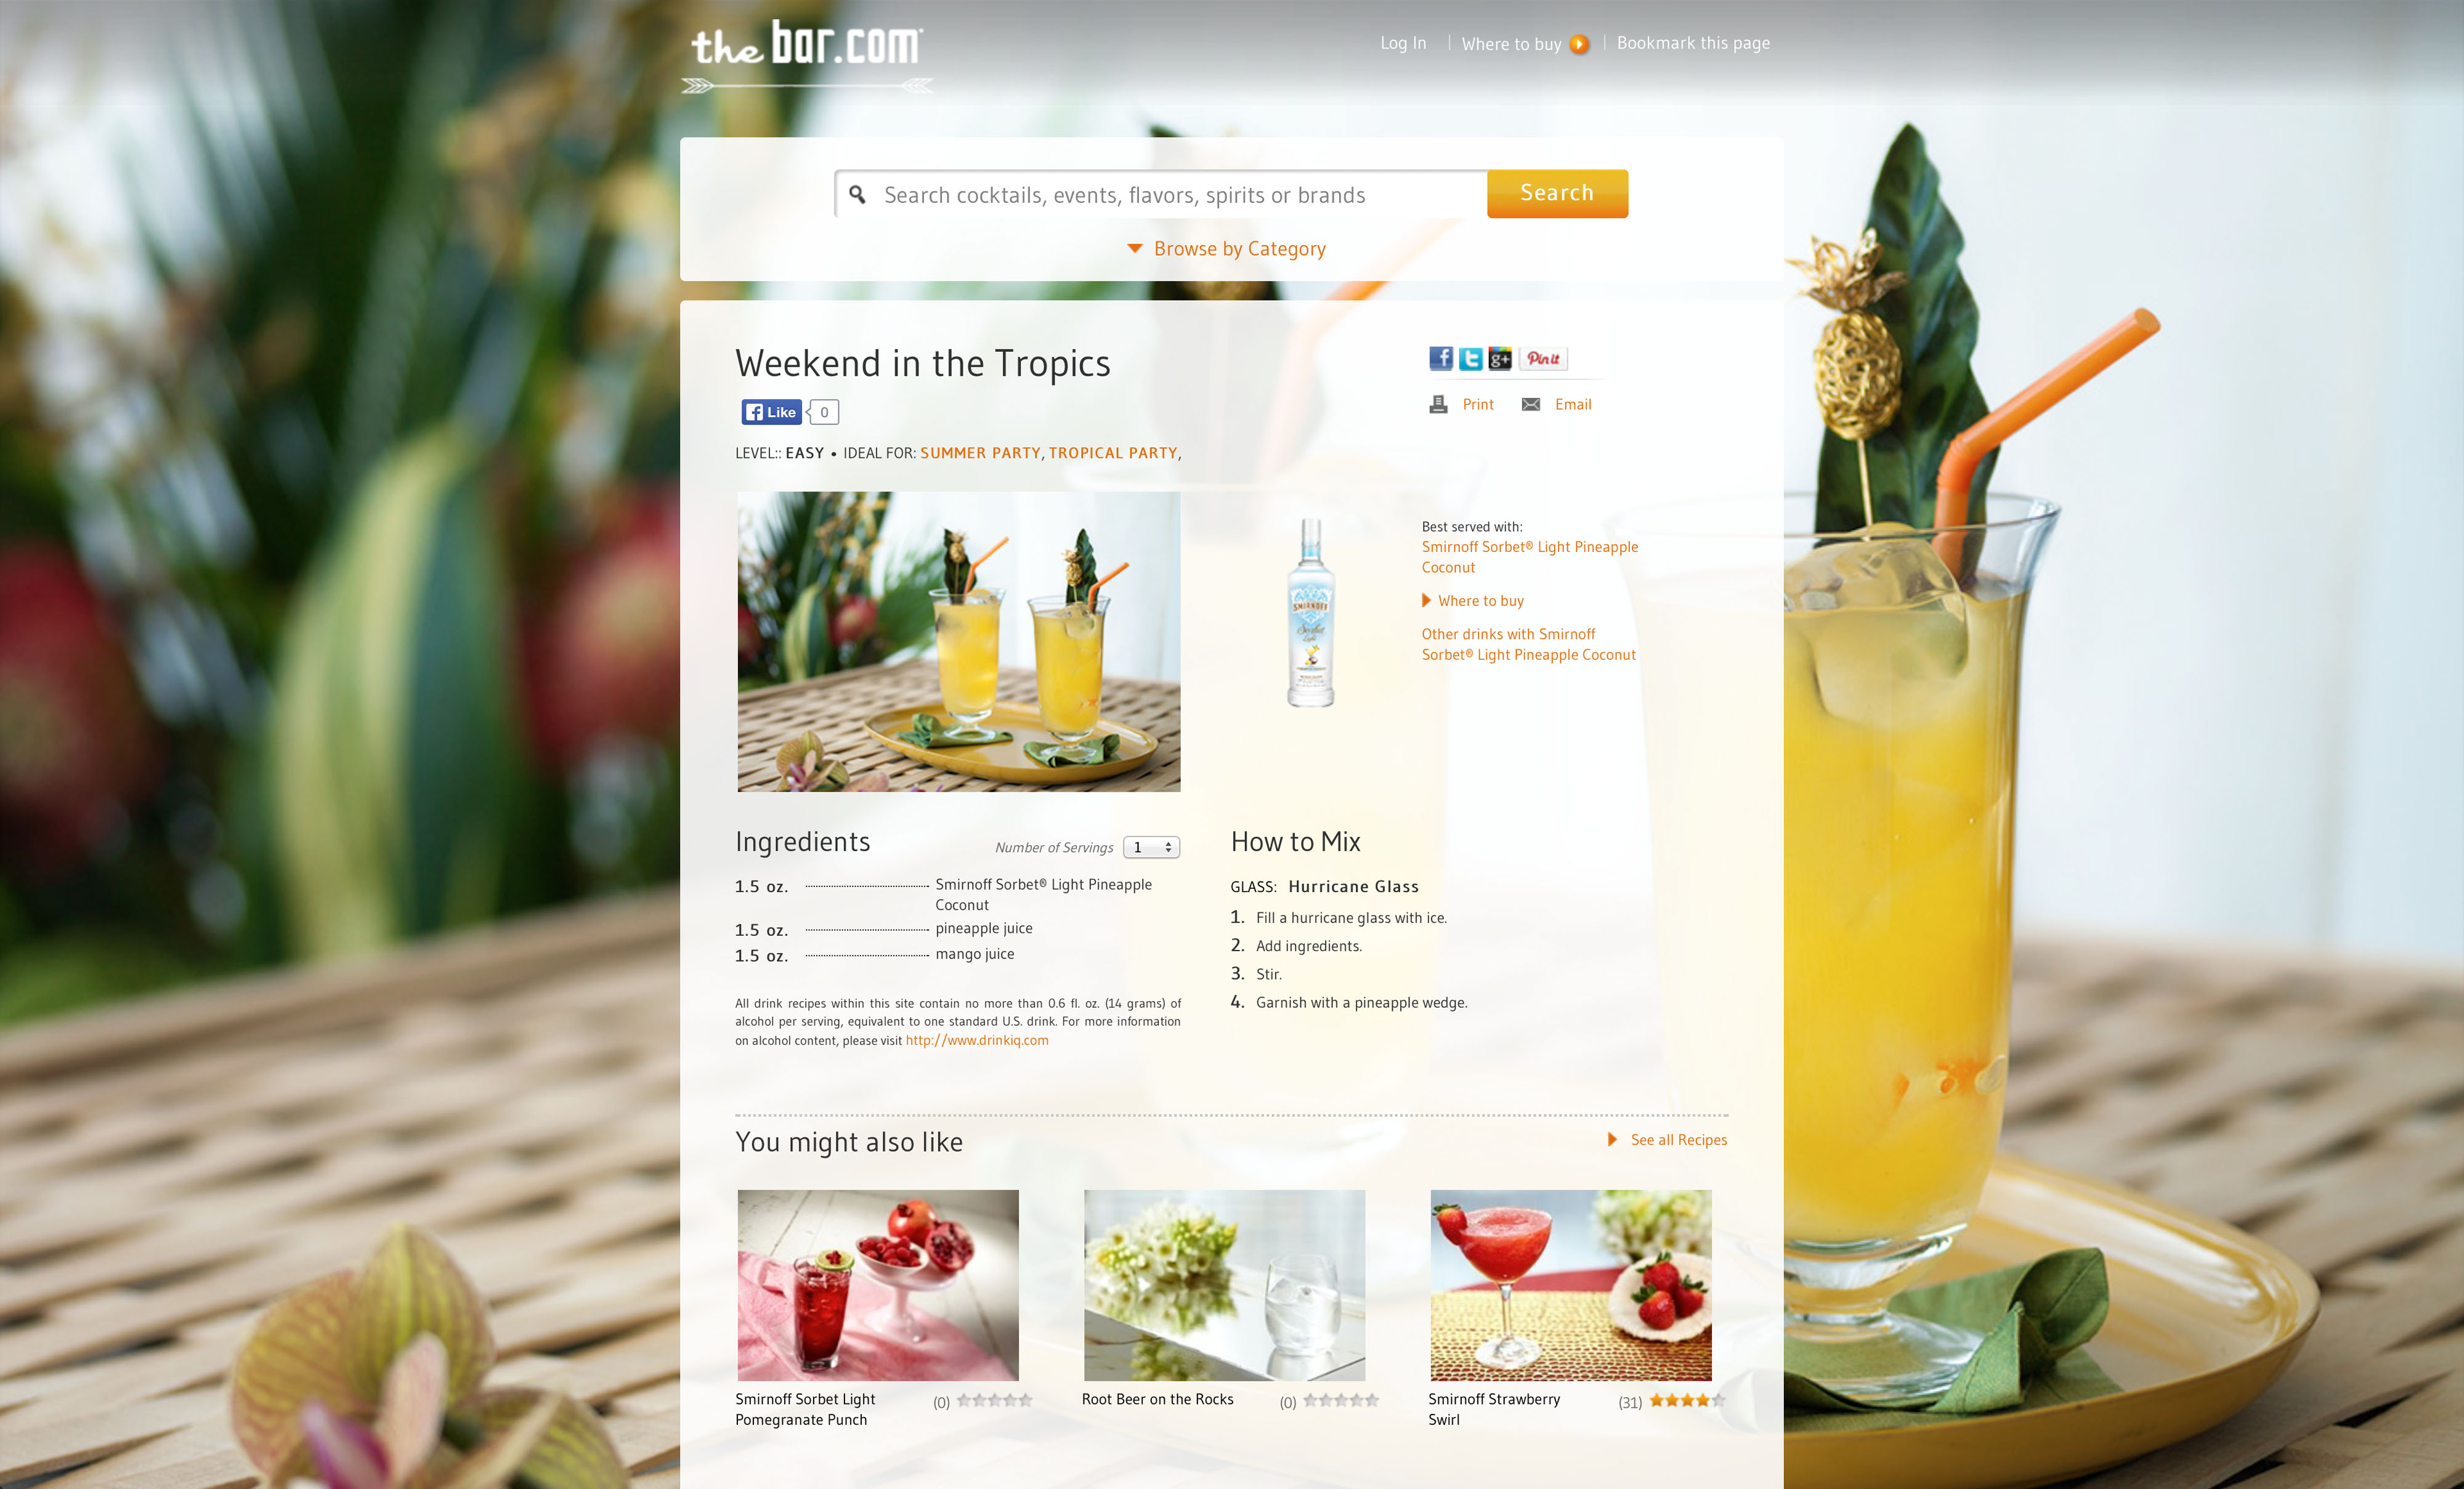 the bar.com
Log In
Where to buy
Bookmark this page
Search cocktails, events, flavors, spirits or brands
Search
Browse by Category
Weekend in the Tropics
Like 0
Pin it
Print
Email
LEVEL:: EASY • IDEAL FOR: SUMMER PARTY, TROPICAL PARTY,
SMIRNOFF
Sorbet
Light
Best served with:
Smirnoff Sorbet® Light Pineapple
Coconut
Where to buy
Other drinks with Smirnoff
Sorbet® Light Pineapple Coconut
Ingredients
Number of Servings 1
1.5 oz. Smirnoff Sorbet® Light Pineapple
Coconut
1.5 oz. pineapple juice
1.5 oz. mango juice
All drink recipes within this site contain no more than 0.6 fl. oz. (14 grams) of
alcohol per serving, equivalent to one standard U.S. drink. For more information
on alcohol content, please visit http://www.drinkiq.com
How to Mix
GLASS: Hurricane Glass
1. Fill a hurricane glass with ice.
2. Add ingredients.
3. Stir.
4. Garnish with a pineapple wedge.
You might also like
See all Recipes
Smirnoff Sorbet Light
Pomegranate Punch
(0)
Root Beer on the Rocks
(0)
Smirnoff Strawberry
Swirl
(31)